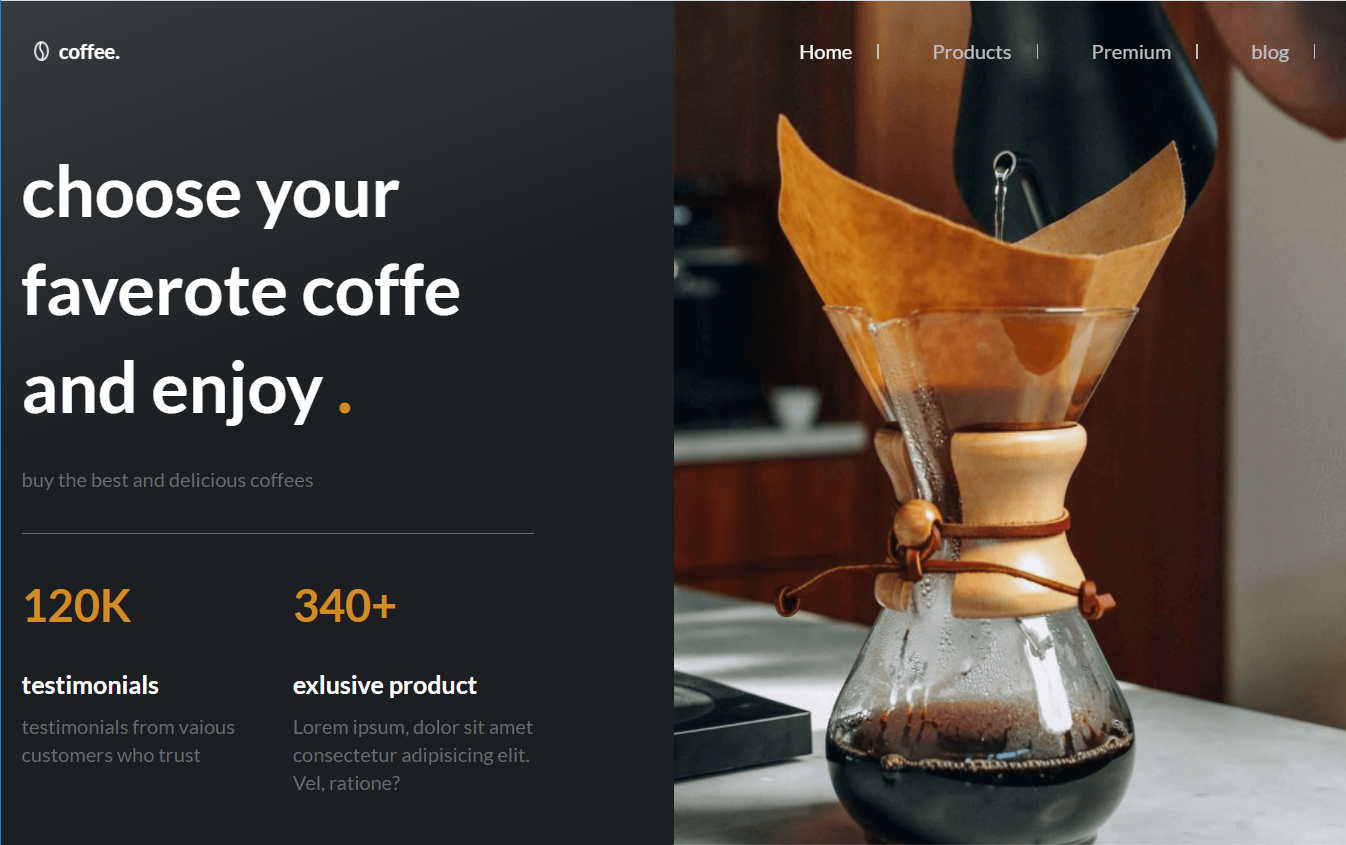 coffee.
Home | Products | Premium | blog |
choose your
faverote coffe
and enjoy .
buy the best and delicious coffees
120K
340+
testimonials
exlusive product
testimonials from vaious
customers who trust
Lorem ipsum, dolor sit amet
consectetur adipisicing elit.
Vel, ratione?